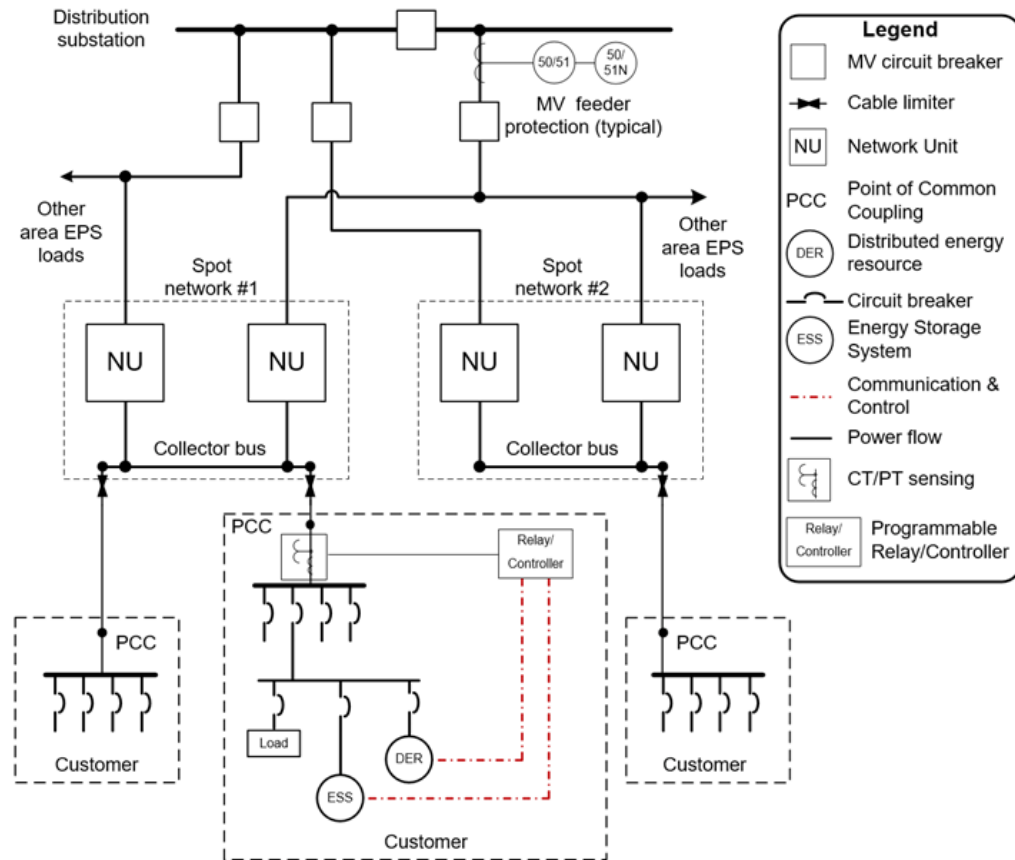 Distribution
substation
50/51
50/
51N
MV feeder
protection (typical)
Other
area EPS
loads
Other
area EPS
loads
Spot
network #1
Spot
network #2
NU
NU
NU
NU
Collector bus
Collector bus
PCC
Relay/
Controller
PCC
PCC
Load
DER
ESS
Customer
Customer
Customer
Legend
MV circuit breaker
Cable limiter
NU
Network Unit
PCC
Point of Common
Coupling
DER
Distributed energy
resource
Circuit breaker
ESS
Energy Storage
System
Communication &
Control
Power flow
CT/PT sensing
Relay/
Controller
Programmable
Relay/Controller